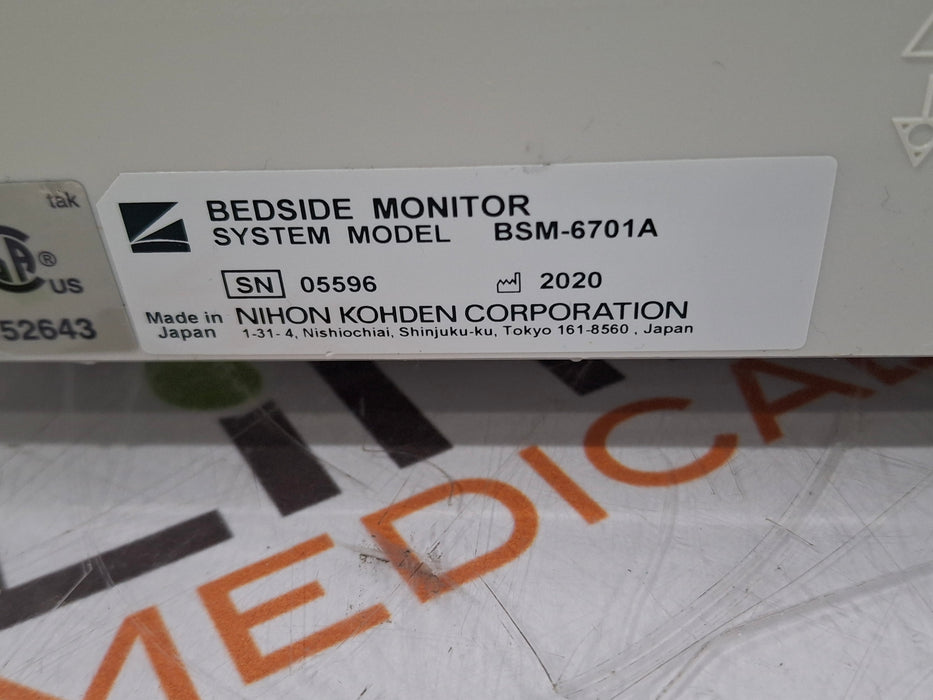 tak
®
US
52643
BEDSIDE MONITOR
SYSTEM MODEL BSM-6701A
SN 05596 2020
Made in Japan NIHON KOHDEN CORPORATION
1-31- 4, Nishiochiai, Shinjuku-ku, Tokyo 161-8560 , Japan
MEDICAL